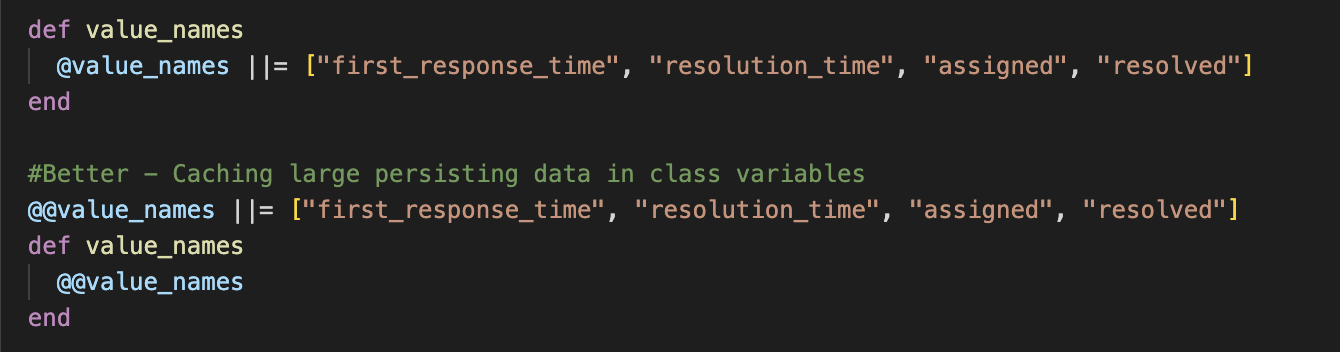 def value_names
  @value_names ||= ["first_response_time", "resolution_time", "assigned", "resolved"]
end
#Better - Caching large persisting data in class variables
@@value_names ||= ["first_response_time", "resolution_time", "assigned", "resolved"]
def value_names
  @@value_names
end